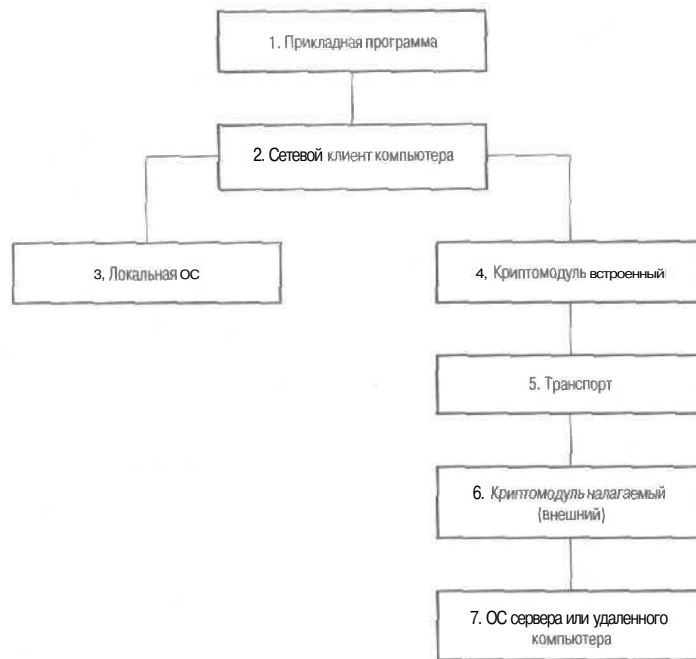 1. Прикладная программа
2. Сетевой клиент компьютера
3, Локальная ОС
4, Криптомодуль встроенный
5. Транспорт
6. Криптомодуль налагаемый
(внешний)
7. ОС сервера или удаленного
компьютера